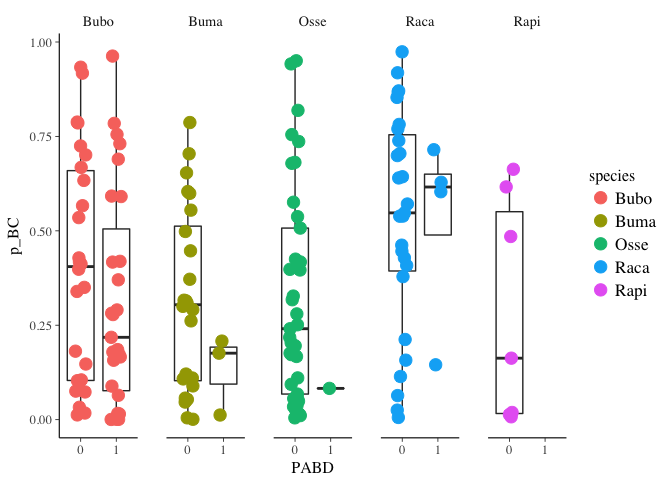 Bubo Buma Osse Raca Rapi
1.00
0.75
0.50
0.25
0.00
p_BC
0 1 0 1 0 1 0 1 0 1
PABD
species
Bubo
Buma
Osse
Raca
Rapi